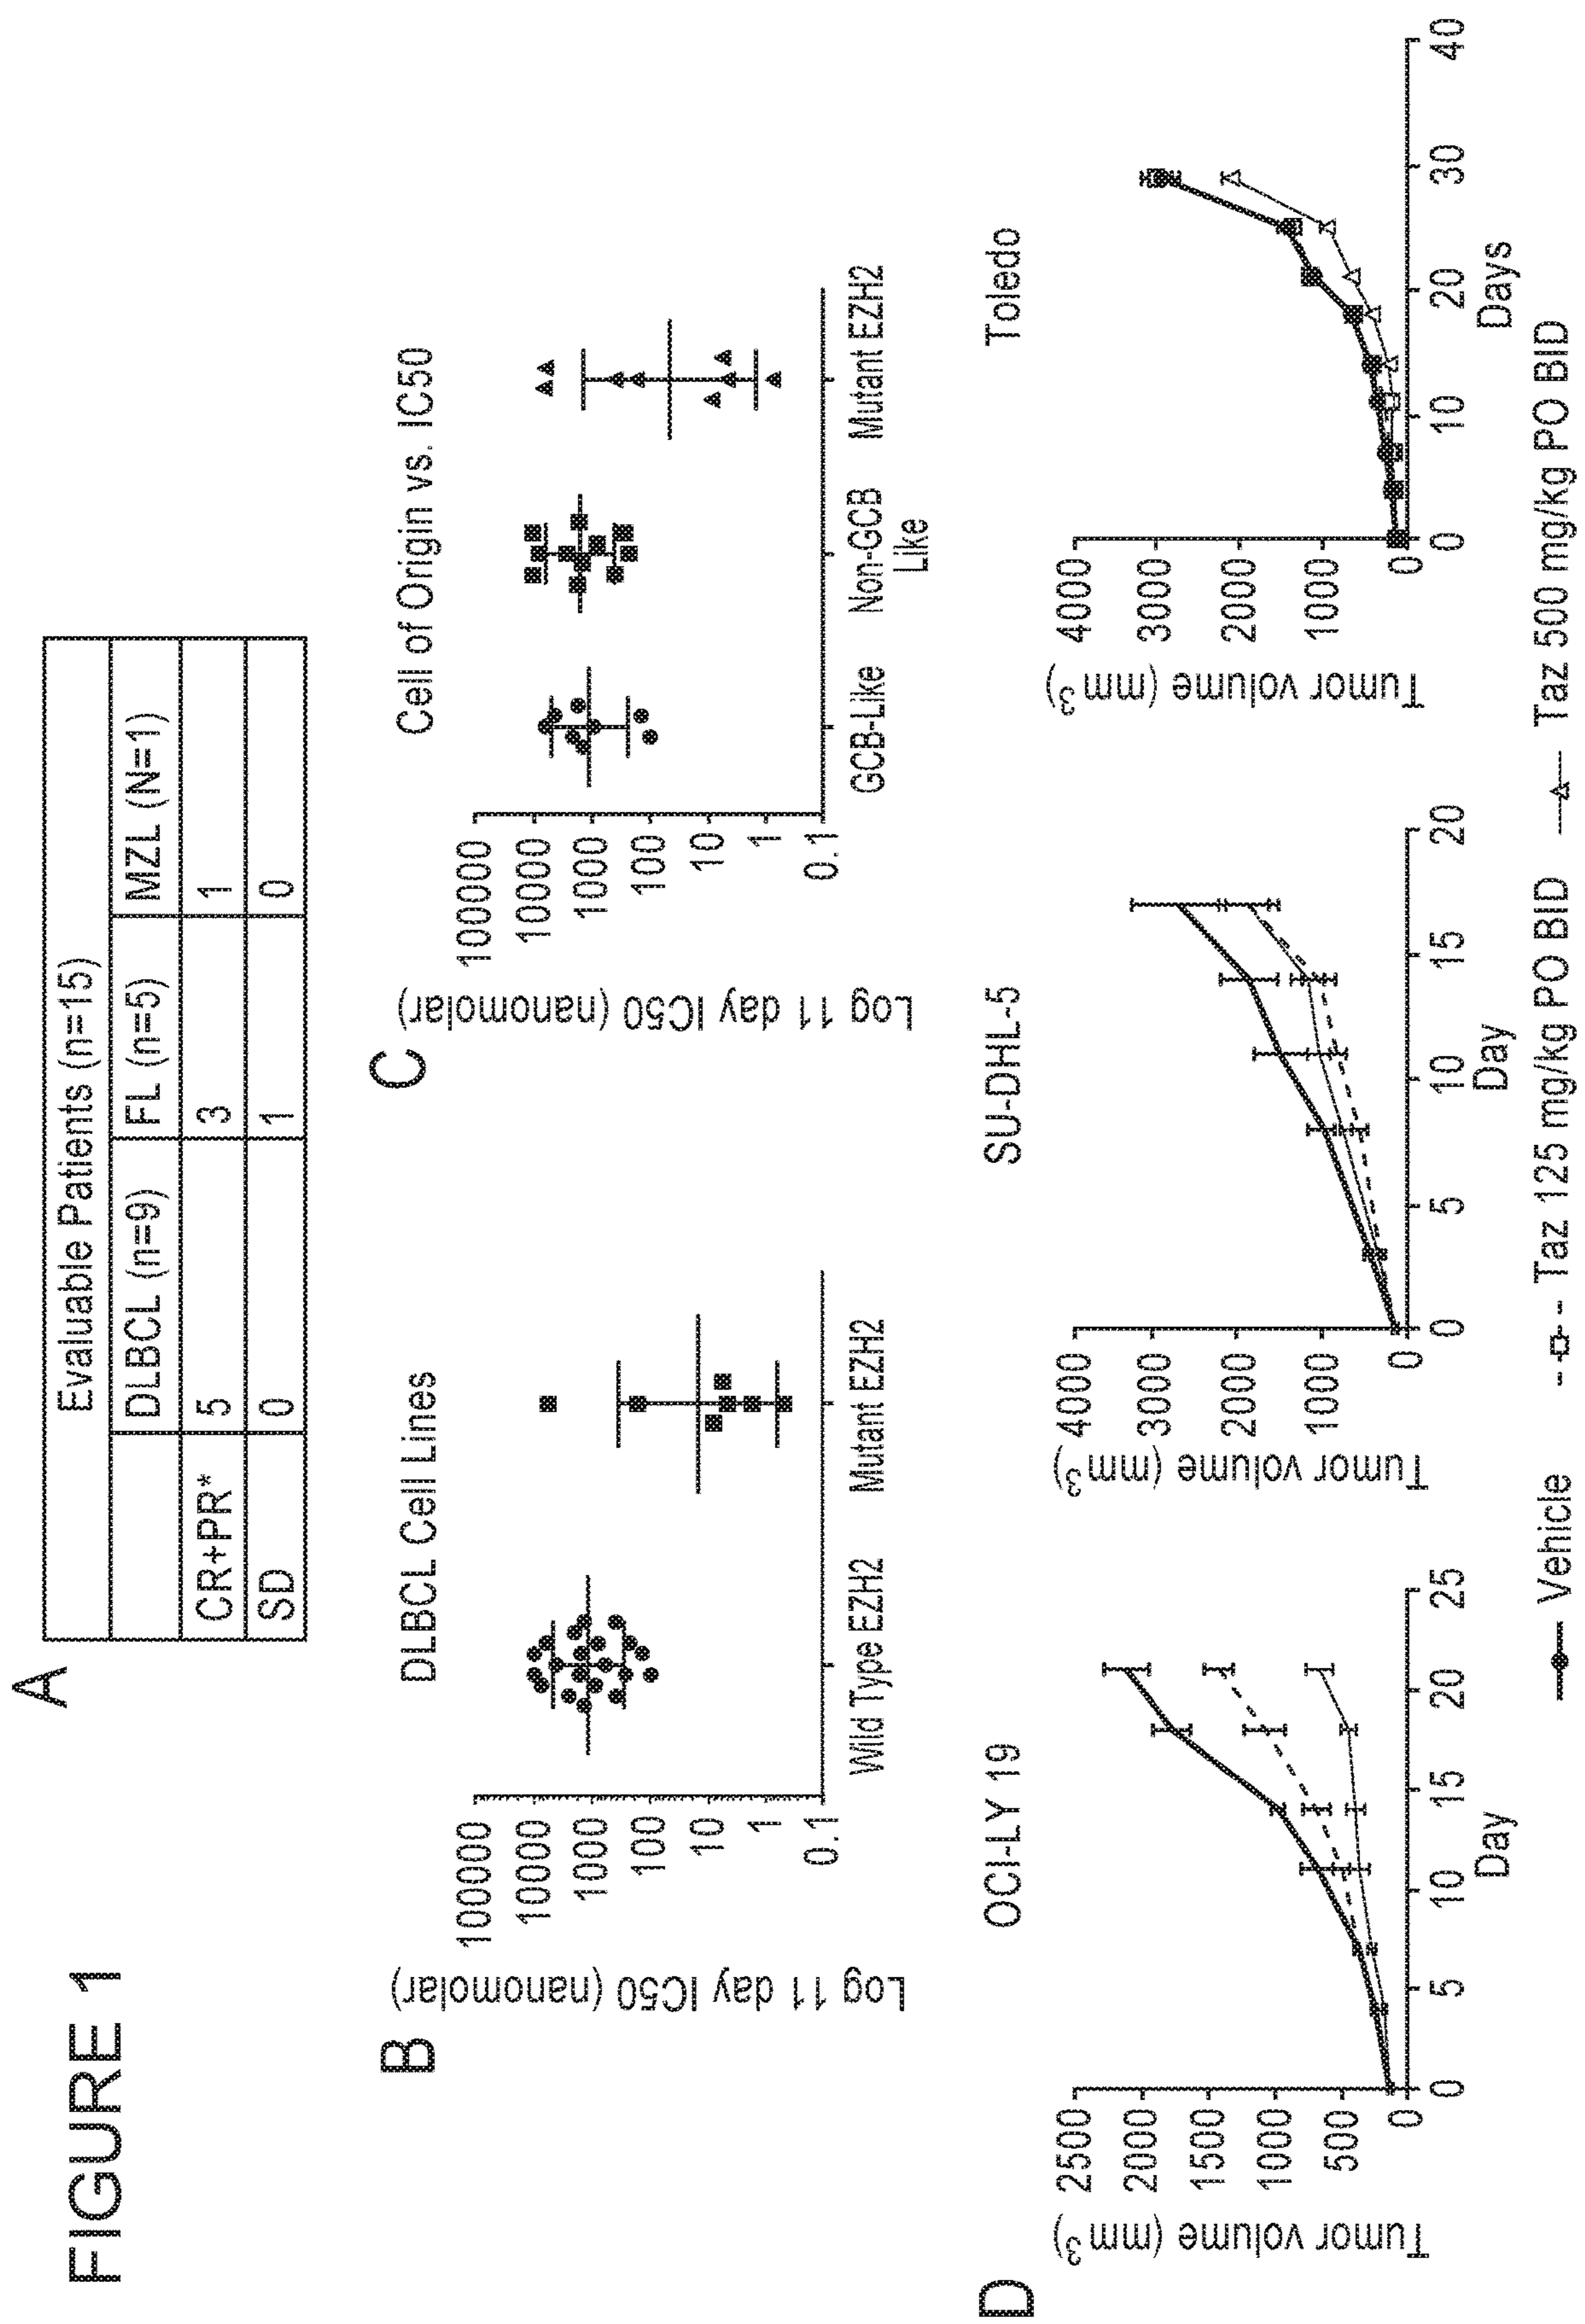 FIGURE 1
A
Evaluable Patients (n=15)
DLBCL (n=9) FL (n=5) MZL (N=1)
CR+PR* 5 3 1
SD 0 1 0
B
DLBCL Cell Lines
Log 11 day IC50 (nanomolar)
100000
10000
1000
100
10
1
0.1
Wild Type EZH2 Mutant EZH2
C
Cell of Origin vs. IC50
Log 11 day IC50 (nanomolar)
100000
10000
1000
100
10
1
0.1
GCB-Like Non-GCB Mutant EZH2
Like
D
OCI-LY 19
Tumor volume (mm3)
2500
2000
1500
1000
500
0
0 5 10 15 20 25
Day
SU-DHL-5
Tumor volume (mm3)
4000
3000
2000
1000
0
0 5 10 15 20
Day
Toledo
Tumor volume (mm3)
4000
3000
2000
1000
0
0 10 20 30 40
Days
Vehicle Taz 125 mg/kg PO BID Taz 500 mg/kg PO BID